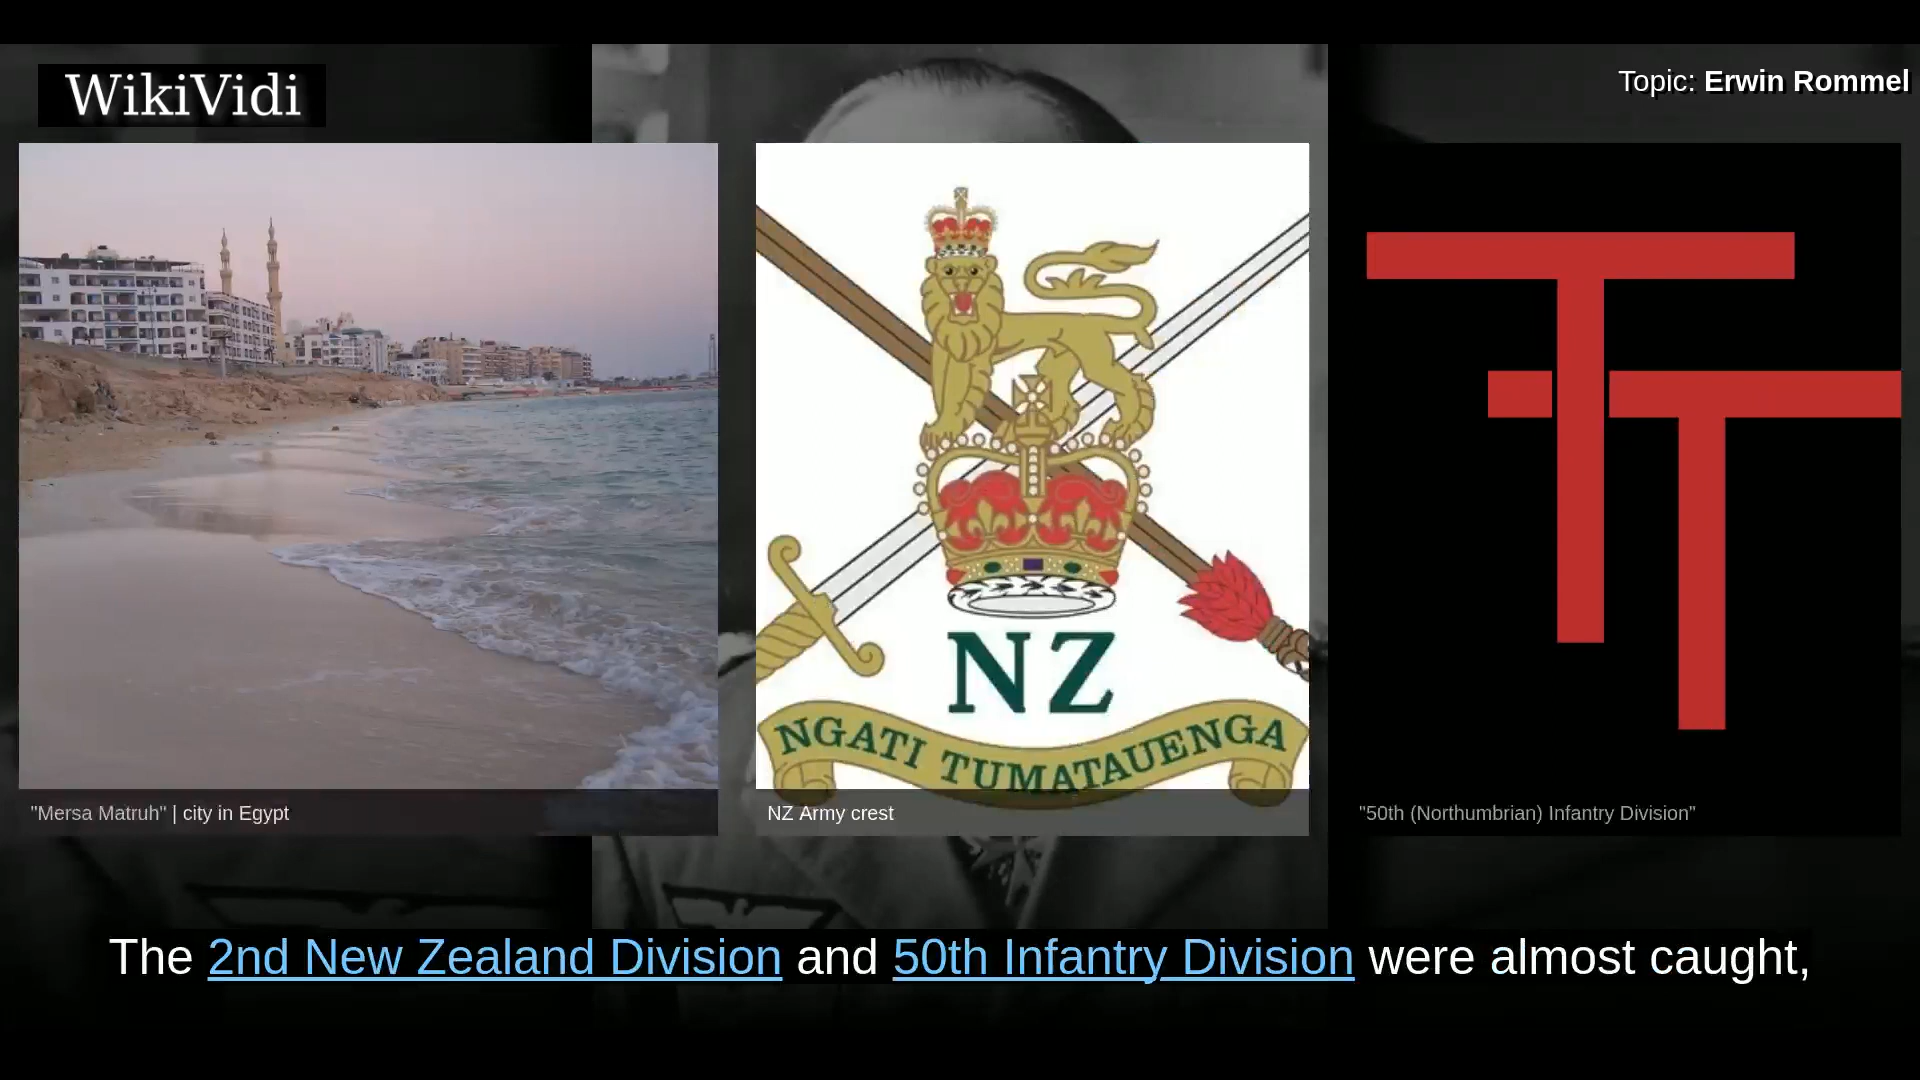 WikiVidi
Topic: Erwin Rommel
NZ
NGATI TUMATAUENGA
"Mersa Matruh" | city in Egypt
NZ Army crest
"50th (Northumbrian) Infantry Division"
The 2nd New Zealand Division and 50th Infantry Division were almost caught,